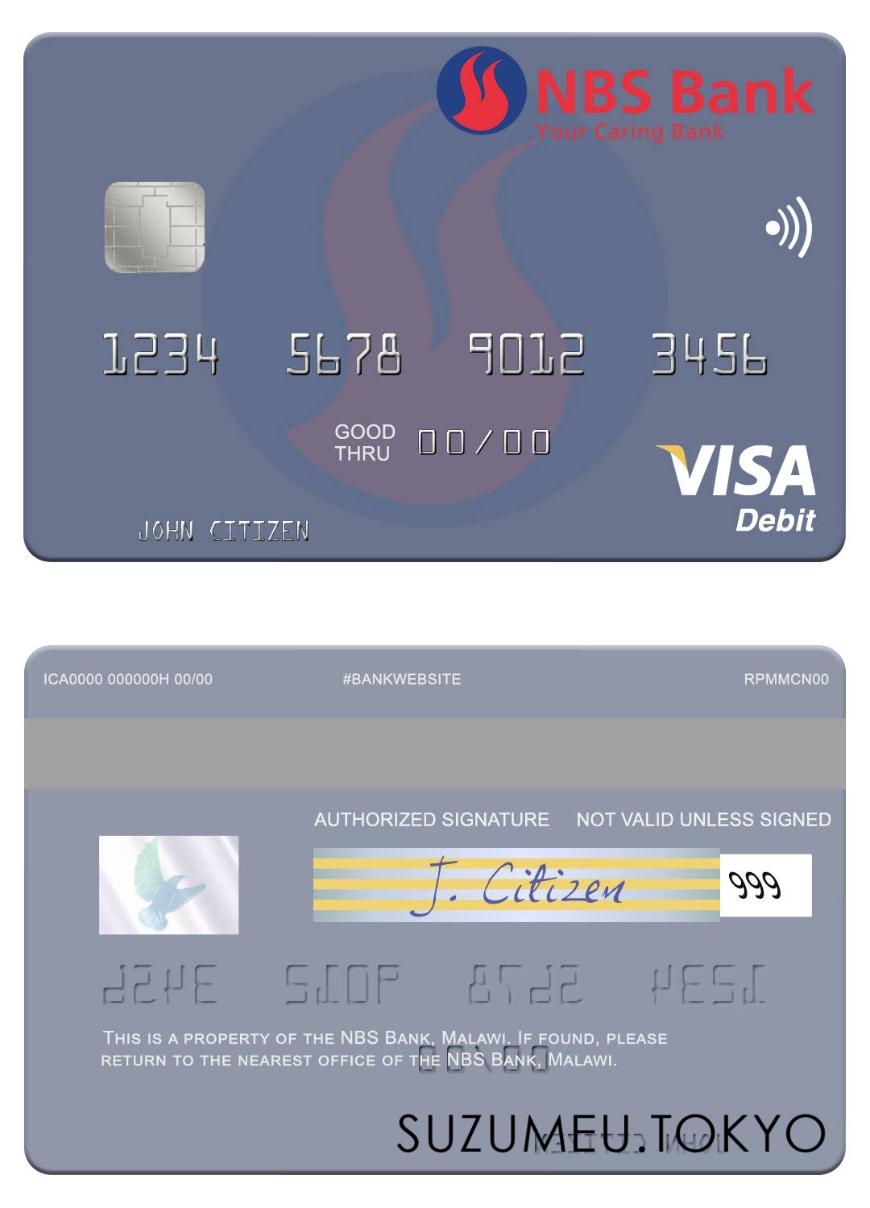 NBS Bank
Your Caring Bank
1234 5678 9012 3456
GOOD THRU 00/00
VISA
Debit
JOHN CITIZEN
ICA0000 000000H 00/00 #BANKWEBSITE RPMMCN00
AUTHORIZED SIGNATURE NOT VALID UNLESS SIGNED
J. Citizen 999
THIS IS A PROPERTY OF THE NBS BANK, MALAWI. IF FOUND, PLEASE
RETURN TO THE NEAREST OFFICE OF THE NBS BANK, MALAWI.
SUZUMEU.TOKYO